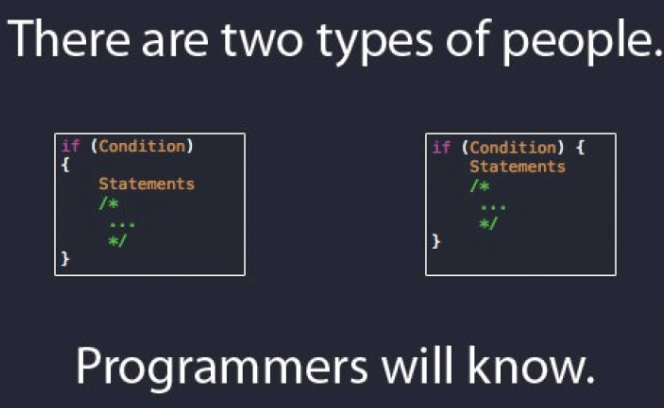 There are two types of people.
if (Condition)
{
    Statements
    /*
     ...
     */
}
if (Condition) {
    Statements
    /*
     ...
     */
}
Programmers will know.